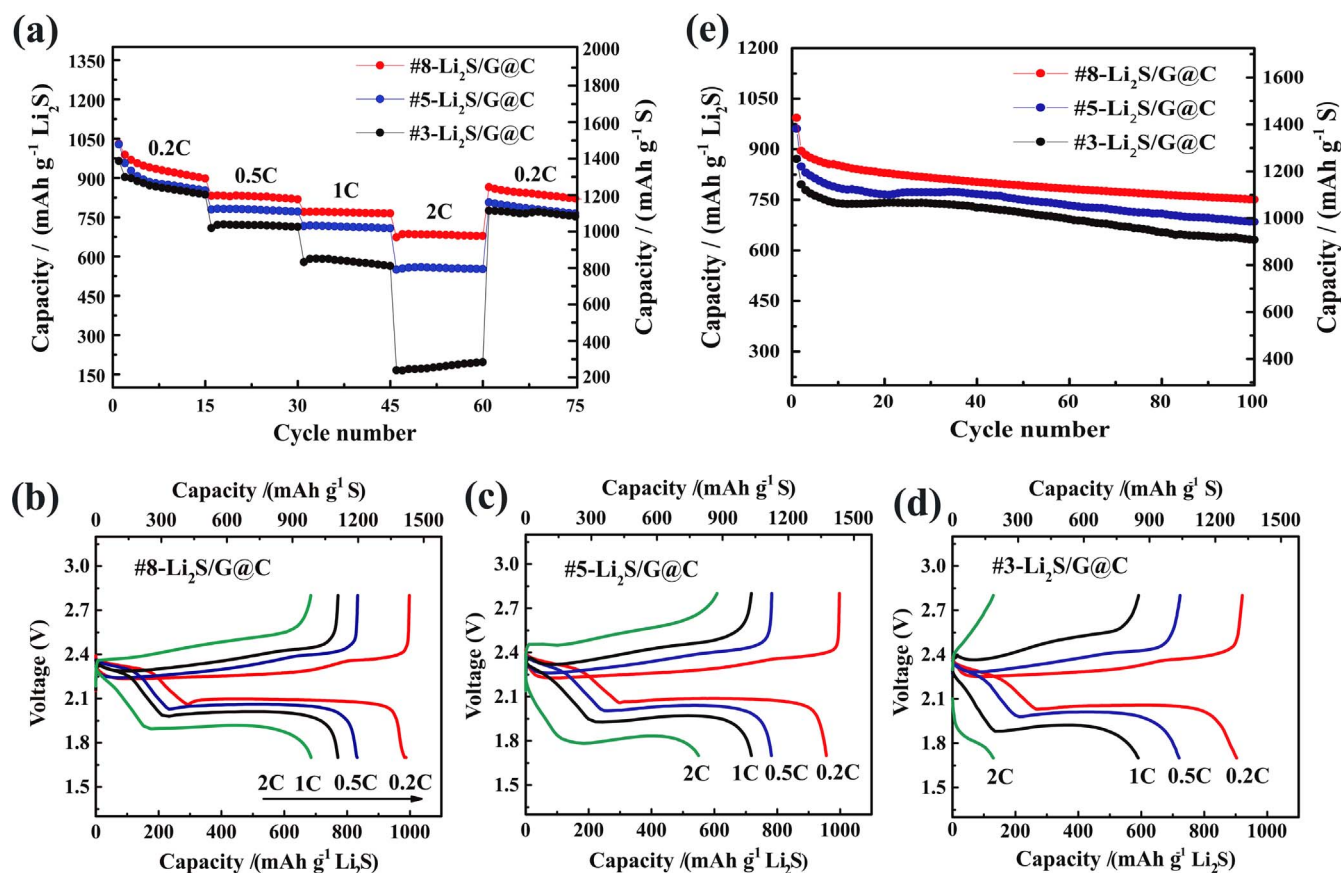 (a)
Capacity / (mAh g⁻¹ Li₂S)
1350
1200
1050
900
750
600
450
300
150
#8-Li₂S/G@C
#5-Li₂S/G@C
#3-Li₂S/G@C
0.2C
0.5C
1C
2C
0.2C
2000
1800
1600
1400
1200
1000
800
600
400
200
Capacity / (mAh g⁻¹ S)
0 15 30 45 60 75
Cycle number
(e)
Capacity / (mAh g⁻¹ Li₂S)
1200
1050
900
750
600
450
300
#8-Li₂S/G@C
#5-Li₂S/G@C
#3-Li₂S/G@C
1600
1400
1200
1000
800
600
400
Capacity / (mAh g⁻¹ S)
0 20 40 60 80 100
Cycle number
(b)
Capacity /(mAh g⁻¹ S)
0 300 600 900 1200 1500
#8-Li₂S/G@C
Voltage (V)
3.0
2.7
2.4
2.1
1.8
1.5
2C 1C 0.5C 0.2C
0 200 400 600 800 1000
Capacity /(mAh g⁻¹ Li₂S)
(c)
Capacity /(mAh g⁻¹ S)
0 300 600 900 1200 1500
#5-Li₂S/G@C
Voltage (V)
3.0
2.7
2.4
2.1
1.8
1.5
2C 1C 0.5C 0.2C
0 200 400 600 800 1000
Capacity /(mAh g⁻¹ Li₂S)
(d)
Capacity /(mAh g⁻¹ S)
0 300 600 900 1200 1500
#3-Li₂S/G@C
Voltage (V)
3.0
2.7
2.4
2.1
1.8
1.5
2C 1C 0.5C 0.2C
0 200 400 600 800 1000
Capacity /(mAh g⁻¹ Li₂S)